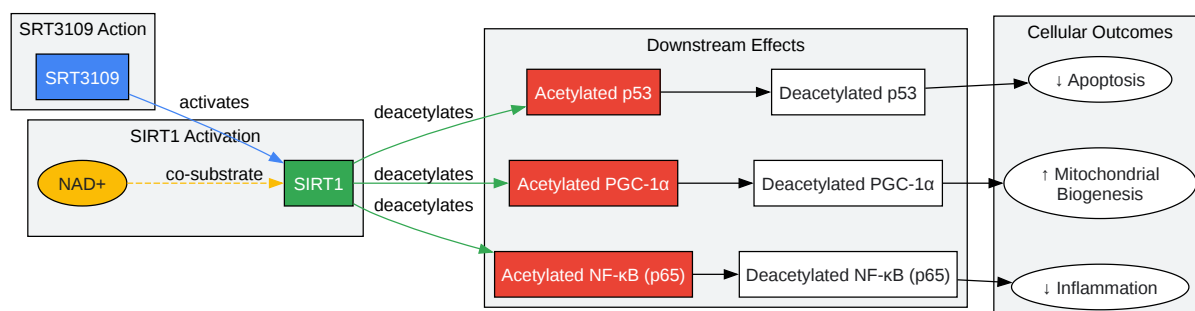 SRT3109 Action
SRT3109
activates
SIRT1 Activation
NAD+
co-substrate
SIRT1
deacetylates
deacetylates
deacetylates
Downstream Effects
Acetylated p53
Deacetylated p53
Acetylated PGC-1α
Deacetylated PGC-1α
Acetylated NF-κB (p65)
Deacetylated NF-κB (p65)
Cellular Outcomes
↓ Apoptosis
↑ Mitochondrial
Biogenesis
↓ Inflammation